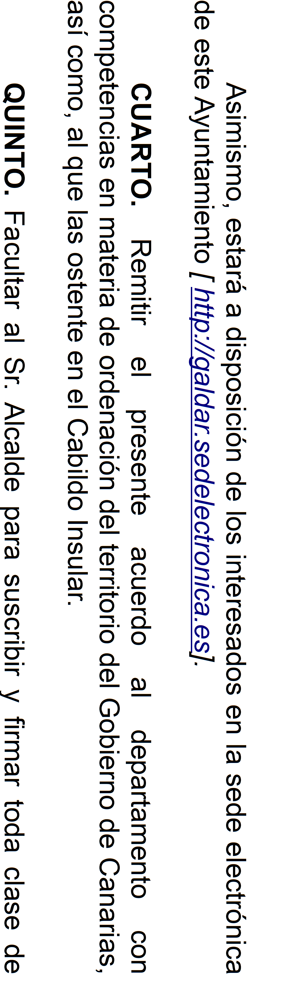 Asimismo, estará a disposición de los interesados en la sede electrónica
de este Ayuntamiento [ http://galdar.sedelectronica.es].
CUARTO. Remitir el presente acuerdo al departamento con
competencias en materia de ordenación del territorio del Gobierno de Canarias,
así como, al que las ostente en el Cabildo Insular.
QUINTO. Facultar al Sr. Alcalde para suscribir y firmar toda clase de